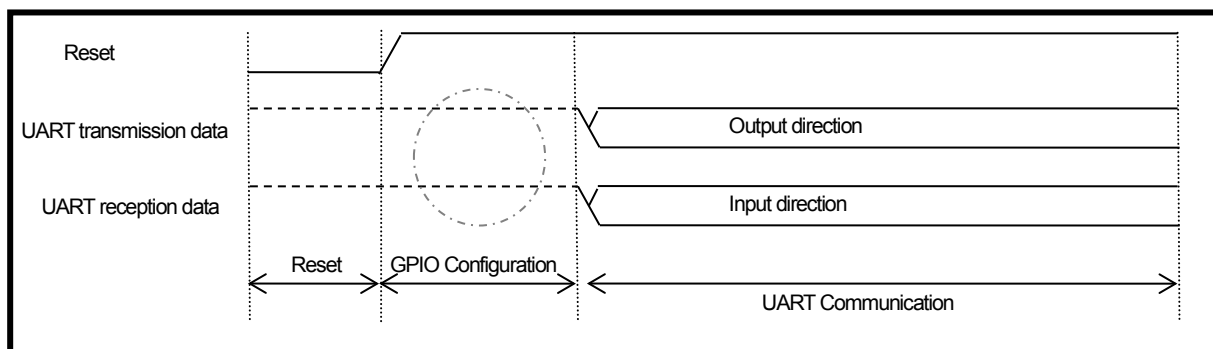 Reset
UART transmission data
Output direction
UART reception data
Input direction
Reset
GPIO Configuration
UART Communication